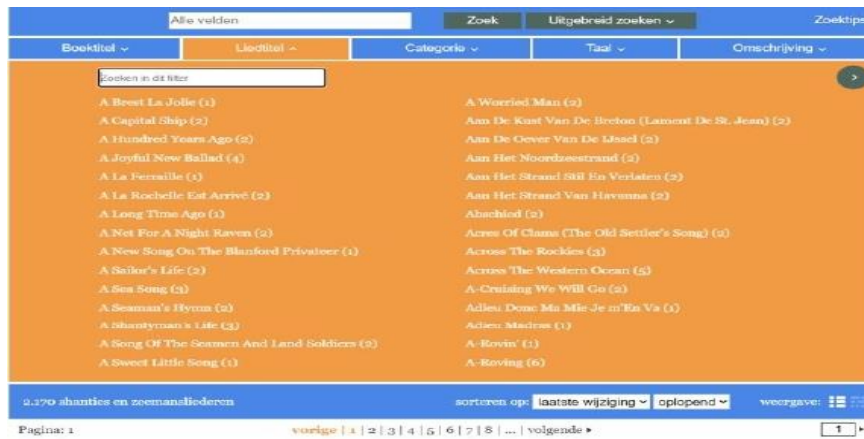 Alle velden Zoek Uitgebreid zoeken Zoektips
Boektitel Liedtitel Categorie Taal Omschrijving
Zoeken in dit filter
A Brest La Jolie (1)
A Capital Ship (2)
A Hundred Years Ago (2)
A Joyful New Ballad (4)
A La Ferraille (1)
A La Rochelle Est Arrivé (2)
A Long Time Ago (1)
A Net For A Night Raven (2)
A New Song On The Blanford Privateer (1)
A Sailor's Life (2)
A Sea Song (3)
A Seaman's Hymn (2)
A Shantyman's Life (3)
A Song Of The Seamen And Land Soldiers (2)
A Sweet Little Song (1)
A Worried Man (2)
Aan De Kust Van De Breton (Lament De St. Jean) (2)
Aan De Oever Van De IJssel (2)
Aan Het Noordzeestrand (2)
Aan Het Strand Stil En Verlaten (2)
Aan Het Strand Van Havanna (2)
Abschied (2)
Acres Of Clams (The Old Settler's Song) (2)
Across The Rockies (3)
Across The Western Ocean (5)
A-Cruising We Will Go (2)
Adieu Donc Ma Mie Je m'En Va (1)
Adieu Madras (1)
A-Rovin' (1)
A-Roving (6)
2.170 shanties en zeemansliederen sorteren op: laatste wijziging oplopend weergave:
Pagina: 1 vorige | 1 | 2 | 3 | 4 | 5 | 6 | 7 | 8 | ... | volgende 1